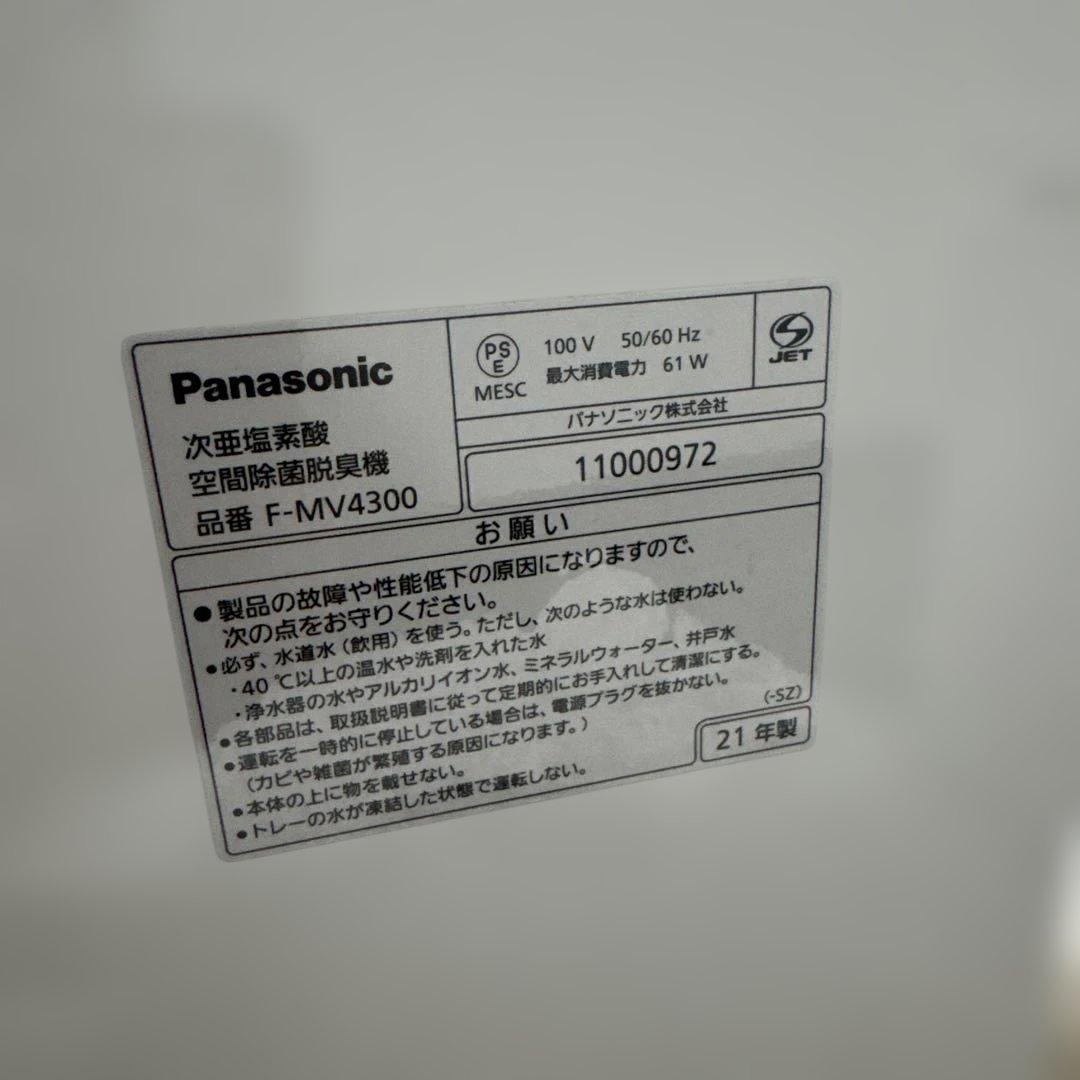 Panasonic
次亜塩素酸
空間除菌脱臭機
品番 F-MV4300
PS
E
MESC
100 V 50/60 Hz
最大消費電力 61 W
JET
パナソニック株式会社
11000972
お願い
●製品の故障や性能低下の原因になりますので、
次の点をお守りください。
●必ず、水道水（飲用）を使う。ただし、次のような水は使わない。
・40 ℃以上の温水や洗剤を入れた水
・浄水器の水やアルカリイオン水、ミネラルウォーター、井戸水
●各部品は、取扱説明書に従って定期的にお手入れして清潔にする。
●運転を一時的に停止している場合は、電源プラグを抜かない。
（カビや雑菌が繁殖する原因になります。）
●本体の上に物を載せない。
●トレーの水が凍結した状態で運転しない。
(-SZ)
21 年製